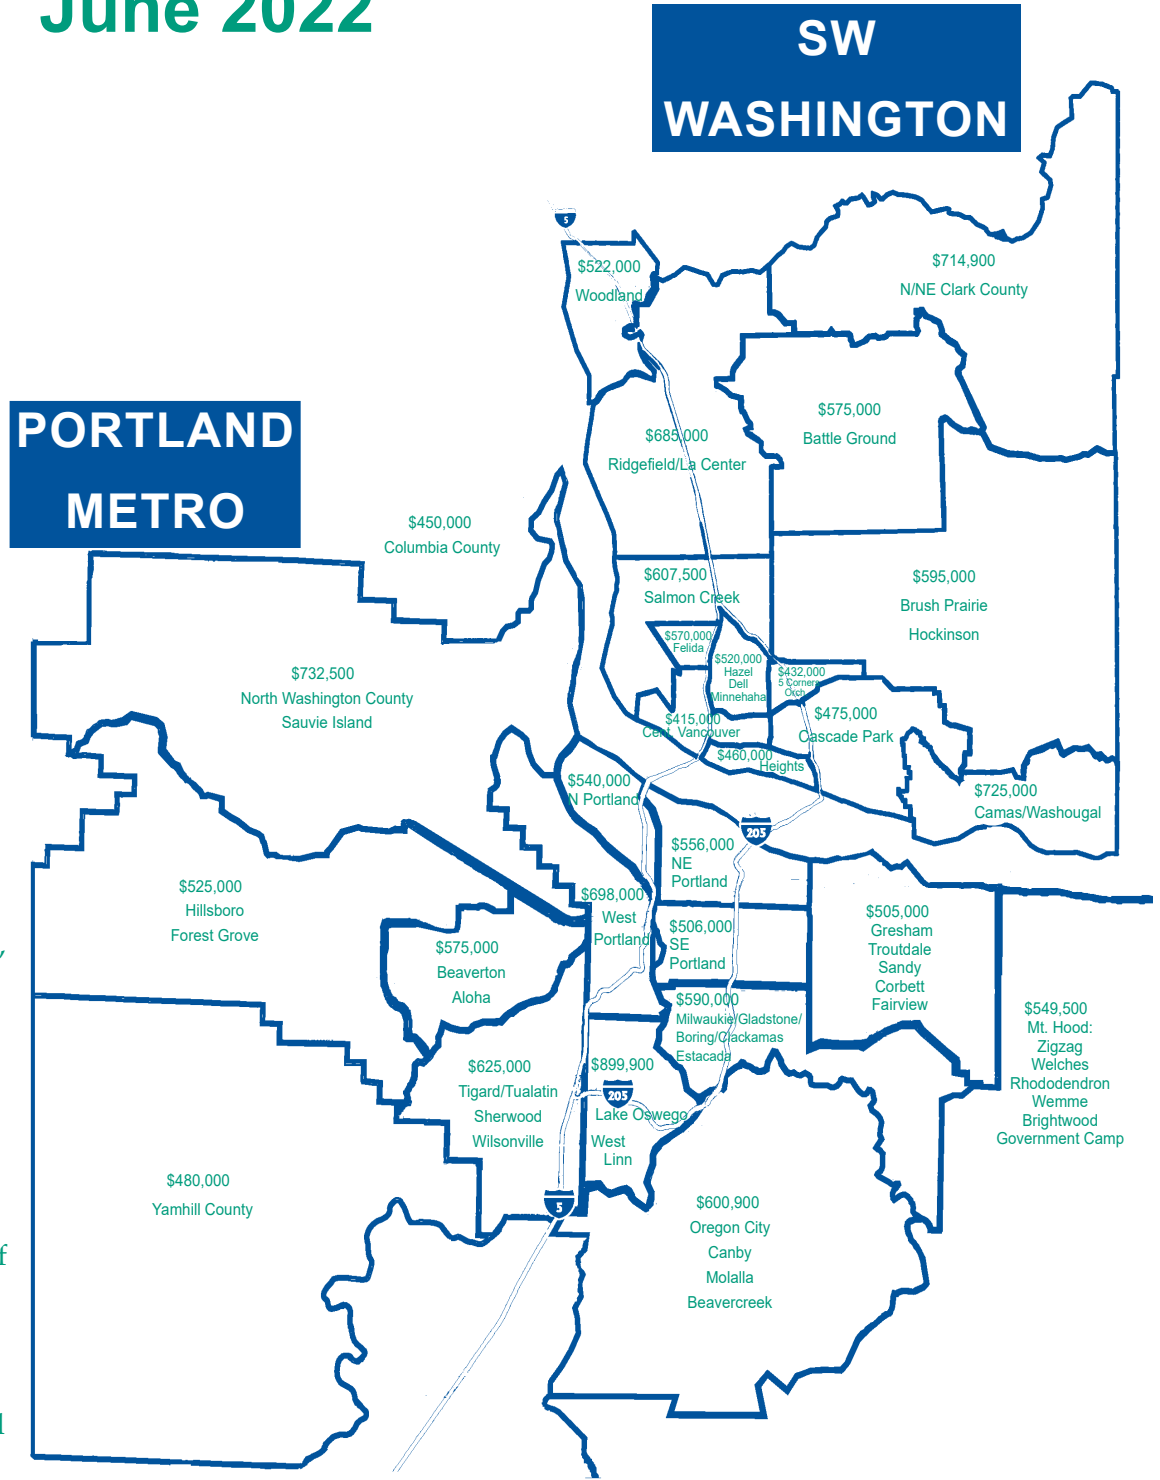 June 2022
SW
WASHINGTON
5
$522,000
Woodland
$714,900
N/NE Clark County
$575,000
Battle Ground
$685,000
Ridgefield/La Center
PORTLAND
METRO
$450,000
Columbia County
$607,500
Salmon Creek
$595,000
Brush Prairie
Hockinson
$570,000
Felida
$520,000
Hazel
Dell
Minnehaha
$432,000
5 Corners
Orch
$732,500
North Washington County
Sauvie Island
$415,000
Cent. Vancouver
$475,000
Cascade Park
$460,000
Heights
$725,000
Camas/Washougal
$540,000
N Portland
205
$556,000
NE
Portland
$525,000
Hillsboro
Forest Grove
$698,000
West
Portland
$506,000
SE
Portland
$505,000
Gresham
Troutdale
Sandy
Corbett
Fairview
$575,000
Beaverton
Aloha
$590,000
Milwaukie/Gladstone/
Boring/Clackamas
Estacada
$549,500
Mt. Hood:
Zigzag
Welches
Rhododendron
Wemme
Brightwood
Government Camp
$625,000
Tigard/Tualatin
Sherwood
Wilsonville
$899,900
205
Lake Oswego
West
Linn
$480,000
Yamhill County
5
$600,900
Oregon City
Canby
Molalla
Beavercreek
f